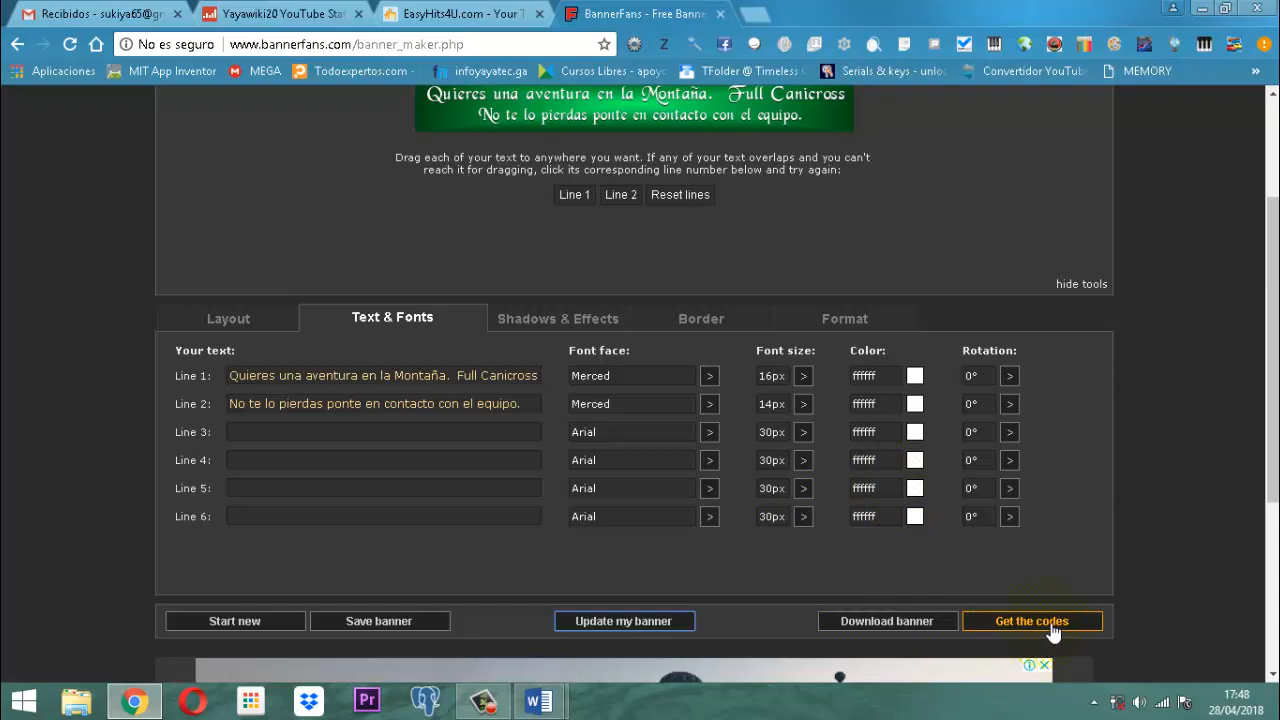 Recibidos - sukiya65@gm
Yayawiki20 YouTube Stat
EasyHits4U.com - Your T
BannerFans - Free Banne
No es seguro
www.bannerfans.com/banner_maker.php
Aplicaciones
MIT App Inventor
MEGA
Todoexpertos.com -
infoyayatec.ga
Cursos Libres - apoy
TFolder @ Timeless
Serials & keys - unlo
Convertidor YouTub
MEMORY
»
Quieres una aventura en la Montaña. Full Canicross
No te lo pierdas ponte en contacto con el equipo.
Drag each of your text to anywhere you want. If any of your text overlaps and you can't
reach it for dragging, click its corresponding line number below and try again:
Line 1 Line 2 Reset lines
hide tools
Layout Text & Fonts Shadows & Effects Border Format
Your text: Font face: Font size: Color: Rotation:
Line 1: Quieres una aventura en la Montaña. Full Canicross Merced > 16px > ffffff 0° >
Line 2: No te lo pierdas ponte en contacto con el equipo. Merced > 14px > ffffff 0° >
Line 3: Arial > 30px > ffffff 0° >
Line 4: Arial > 30px > ffffff 0° >
Line 5: Arial > 30px > ffffff 0° >
Line 6: Arial > 30px > ffffff 0° >
Start new Save banner Update my banner Download banner Get the codes
Pr
17:48
28/04/2018